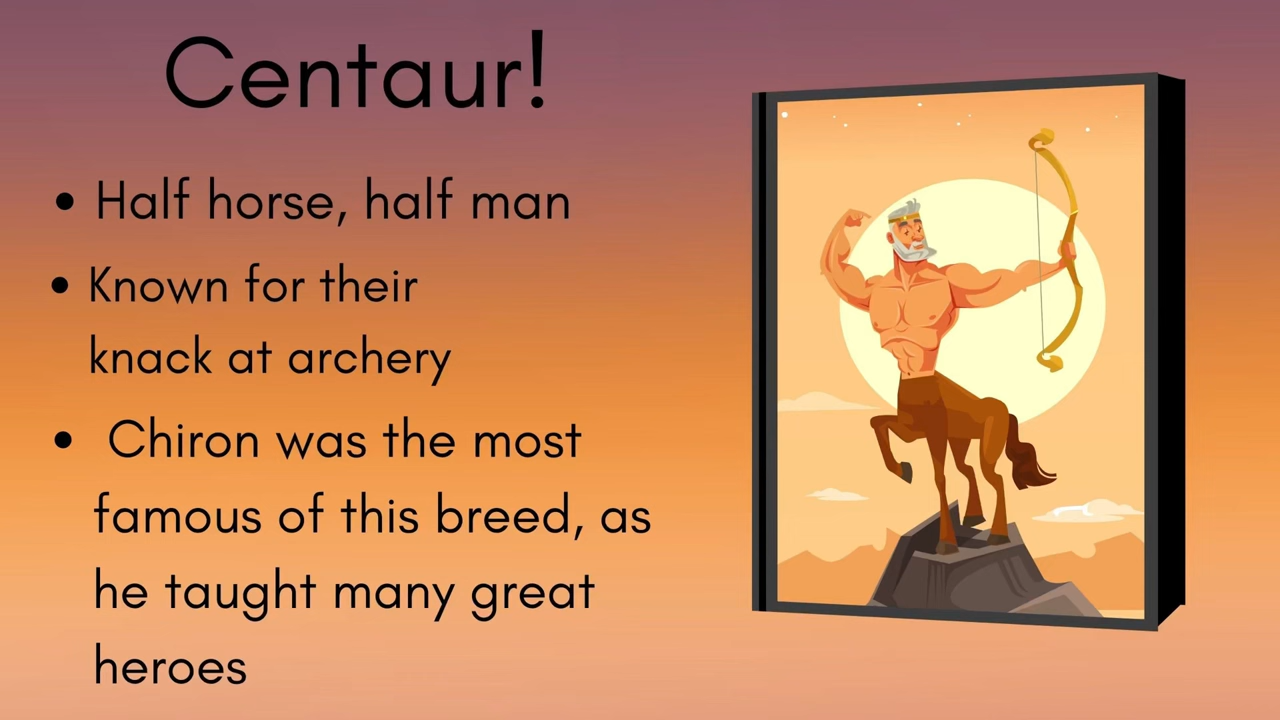 Centaur!
• Half horse, half man
• Known for their
knack at archery
• Chiron was the most
famous of this breed, as
he taught many great
heroes